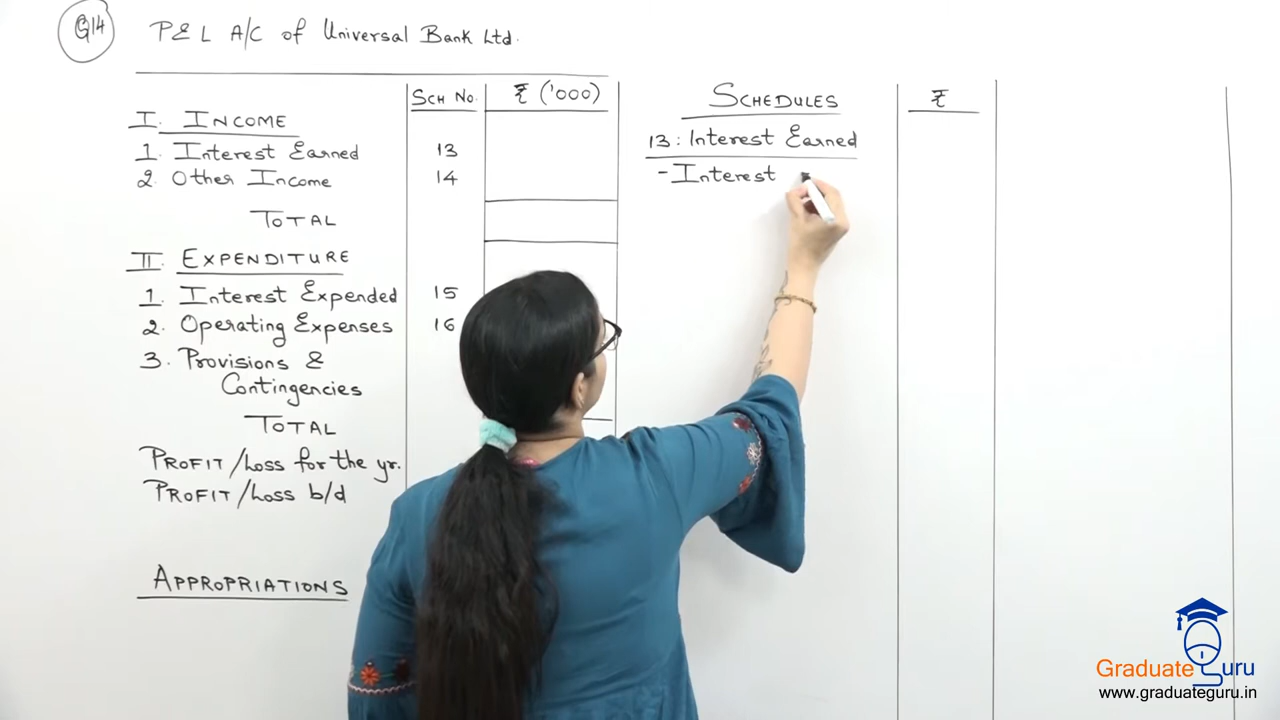 Q14
P & L A/C of Universal Bank Ltd.
SCH NO.
₹ ('000)
I. INCOME
1. Interest Earned 13
2. Other Income 14
TOTAL
II. EXPENDITURE
1. Interest Expended 15
2. Operating Expenses 16
3. Provisions &
Contingencies
TOTAL
PROFIT/Loss for the yr.
PROFIT/Loss b/d
APPROPRIATIONS
SCHEDULES
₹
13: Interest Earned
- Interest
Graduate Guru
www.graduateguru.in